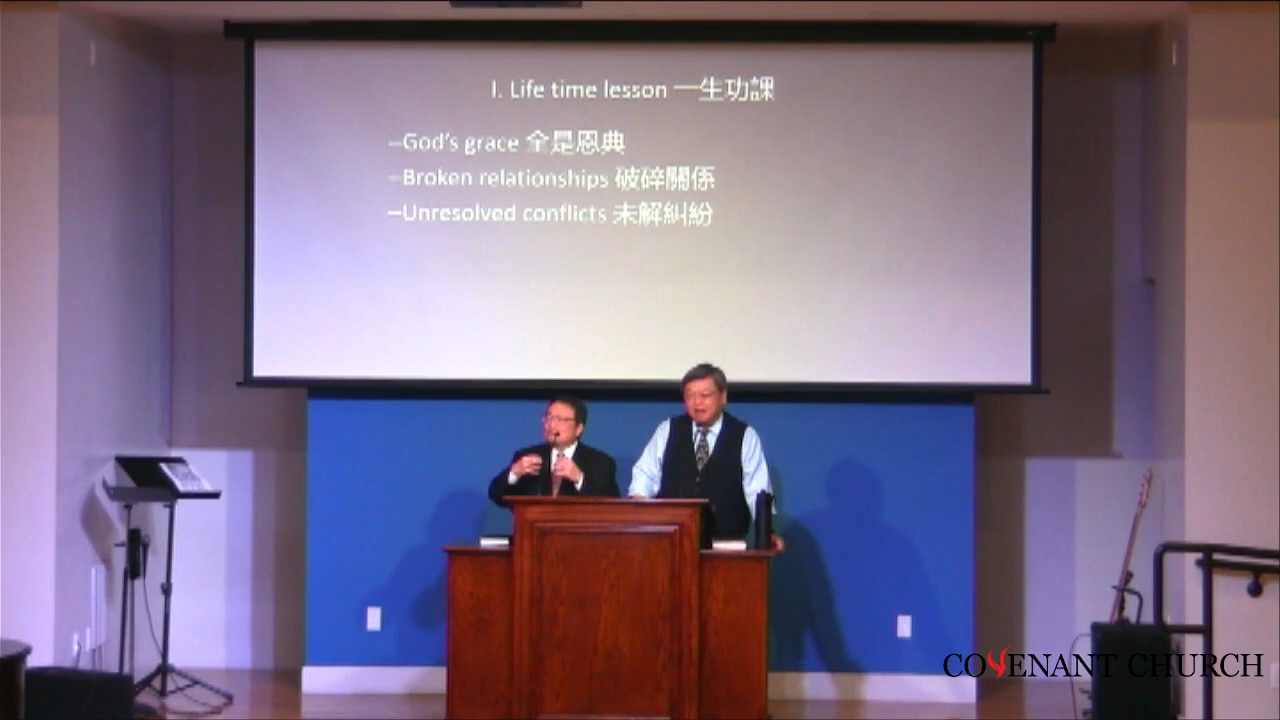 I. Life time lesson 一生功課
–God's grace 全是恩典
–Broken relationships 破碎關係
–Unresolved conflicts 未解糾紛
COVENANT CHURCH